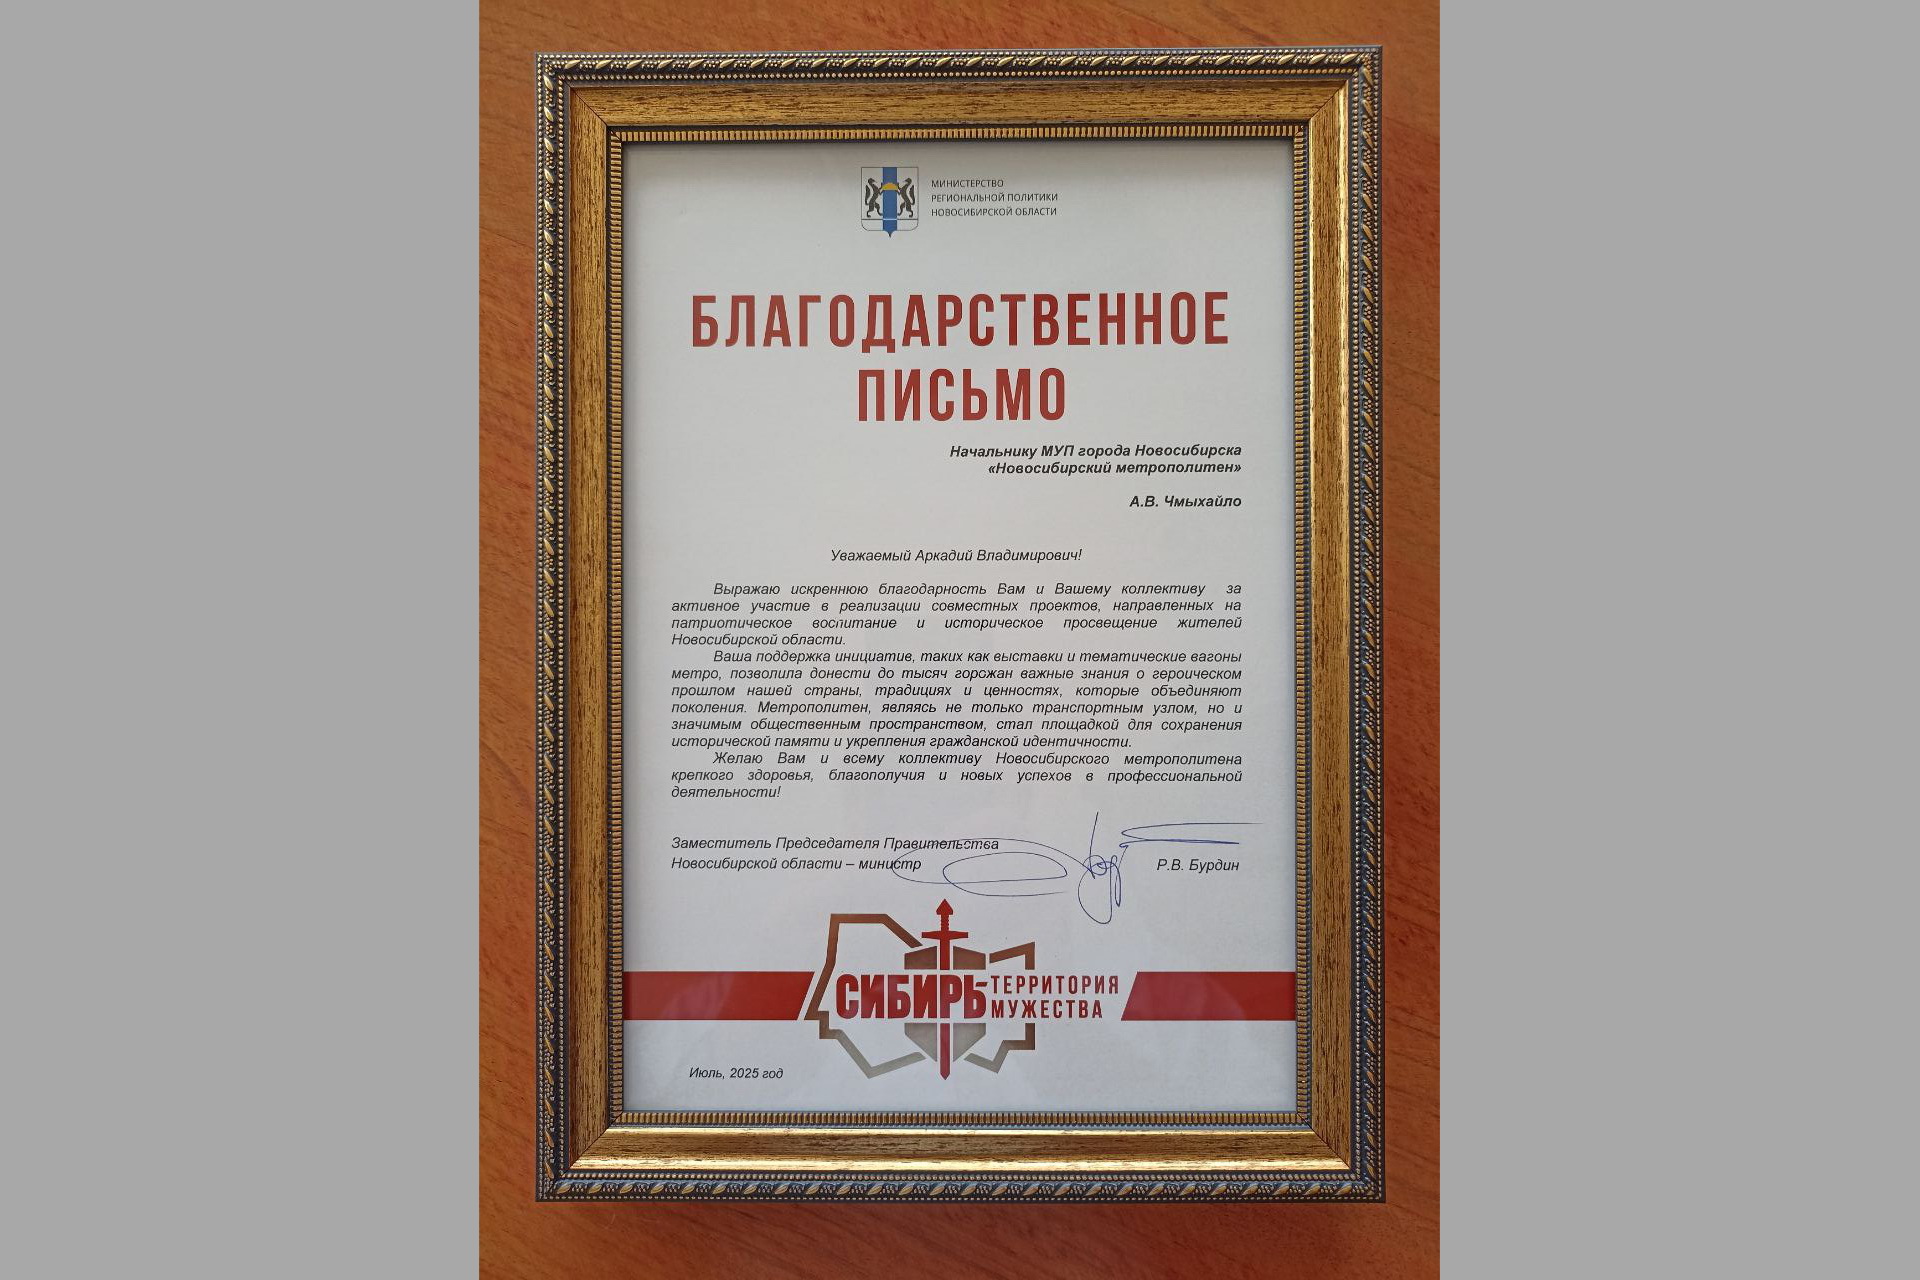 МИНИСТЕРСТВО
РЕГИОНАЛЬНОЙ ПОЛИТИКИ
НОВОСИБИРСКОЙ ОБЛАСТИ
БЛАГОДАРСТВЕННОЕ
ПИСЬМО
Начальнику МУП города Новосибирска
«Новосибирский метрополитен»
А.В. Чмыхайло
Уважаемый Аркадий Владимирович!
Выражаю искреннюю благодарность Вам и Вашему коллективу за
активное участие в реализации совместных проектов, направленных на
патриотическое воспитание и историческое просвещение жителей
Новосибирской области.
Ваша поддержка инициатив, таких как выставки и тематические вагоны
метро, позволила донести до тысяч горожан важные знания о героическом
прошлом нашей страны, традициях и ценностях, которые объединяют
поколения. Метрополитен, являясь не только транспортным узлом, но и
значимым общественным пространством, стал площадкой для сохранения
исторической памяти и укрепления гражданской идентичности.
Желаю Вам и всему коллективу Новосибирского метрополитена
крепкого здоровья, благополучия и новых успехов в профессиональной
деятельности!
Заместитель Председателя Правительства
Новосибирской области – министр Р.В. Бурдин
СИБИРЬ-ТЕРРИТОРИЯ
МУЖЕСТВА
Июль, 2025 год